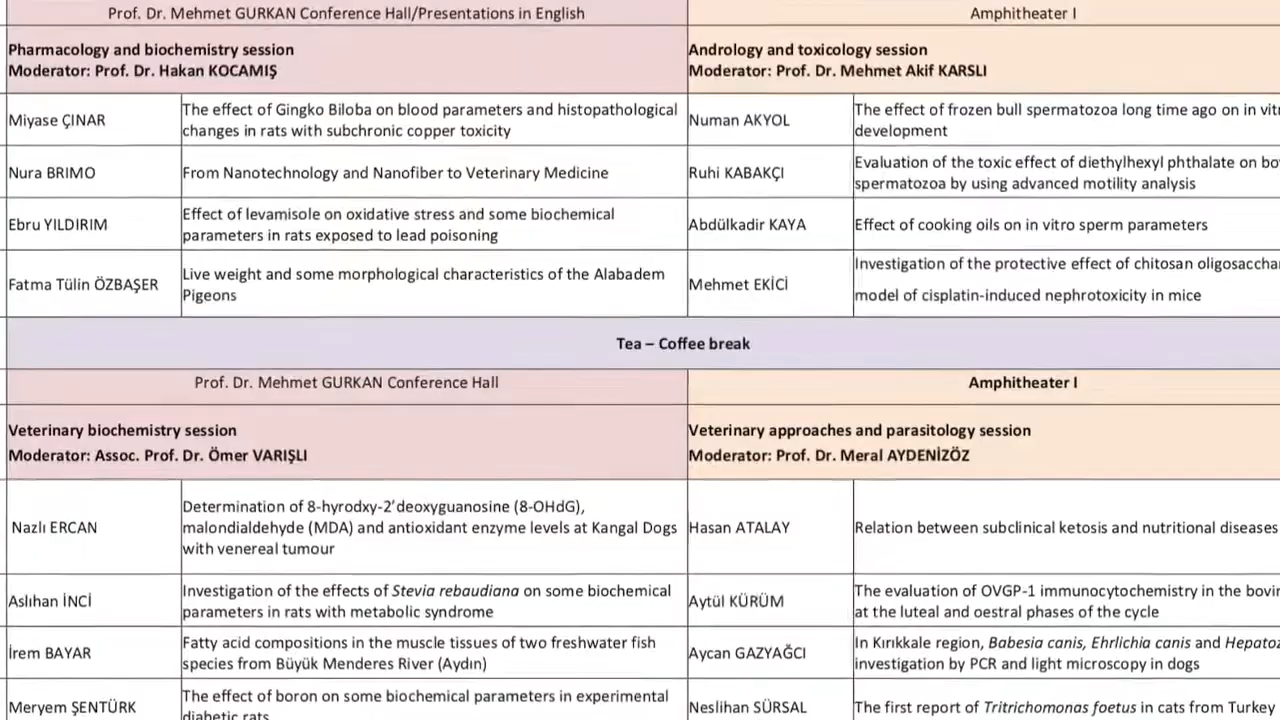 Prof. Dr. Mehmet GURKAN Conference Hall/Presentations in English
Amphitheater I
Pharmacology and biochemistry session
Moderator: Prof. Dr. Hakan KOCAMIŞ
Andrology and toxicology session
Moderator: Prof. Dr. Mehmet Akif KARSLI
Miyase ÇINAR
The effect of Gingko Biloba on blood parameters and histopathological
changes in rats with subchronic copper toxicity
Numan AKYOL
The effect of frozen bull spermatozoa long time ago on in
development
Nura BRIMO
From Nanotechnology and Nanofiber to Veterinary Medicine
Ruhi KABAKÇI
Evaluation of the toxic effect of diethylhexyl phthalate on
spermatozoa by using advanced motility analysis
Ebru YILDIRIM
Effect of levamisole on oxidative stress and some biochemical
parameters in rats exposed to lead poisoning
Abdülkadir KAYA
Effect of cooking oils on in vitro sperm parameters
Fatma Tülin ÖZBAŞER
Live weight and some morphological characteristics of the Alabadem
Pigeons
Mehmet EKİCİ
Investigation of the protective effect of chitosan
model of cisplatin-induced nephrotoxicity in mice
Tea – Coffee break
Prof. Dr. Mehmet GURKAN Conference Hall
Amphitheater I
Veterinary biochemistry session
Moderator: Assoc. Prof. Dr. Ömer VARIŞLI
Veterinary approaches and parasitology session
Moderator: Prof. Dr. Meral AYDENİZÖZ
Nazlı ERCAN
Determination of 8-hyrodxy-2’deoxyguanosine (8-OHdG),
malondialdehyde (MDA) and antioxidant enzyme levels at Kangal Dogs
with venereal tumour
Hasan ATALAY
Relation between subclinical ketosis and nutritional diseases
Aslıhan İNCİ
Investigation of the effects of Stevia rebaudiana on some biochemical
parameters in rats with metabolic syndrome
Aytül KÜRÜM
The evaluation of OVGP-1 immunocytochemistry in the
at the luteal and oestral phases of the cycle
İrem BAYAR
Fatty acid compositions in the muscle tissues of two freshwater fish
species from Büyük Menderes River (Aydın)
Aycan GAZYAĞCI
In Kırıkkale region, Babesia canis, Ehrlichia canis and
investigation by PCR and light microscopy in dogs
Meryem ŞENTÜRK
The effect of boron on some biochemical parameters in experimental
diabetic rats
Neslihan SÜRSAL
The first report of Tritrichomonas foetus in cats from Turkey